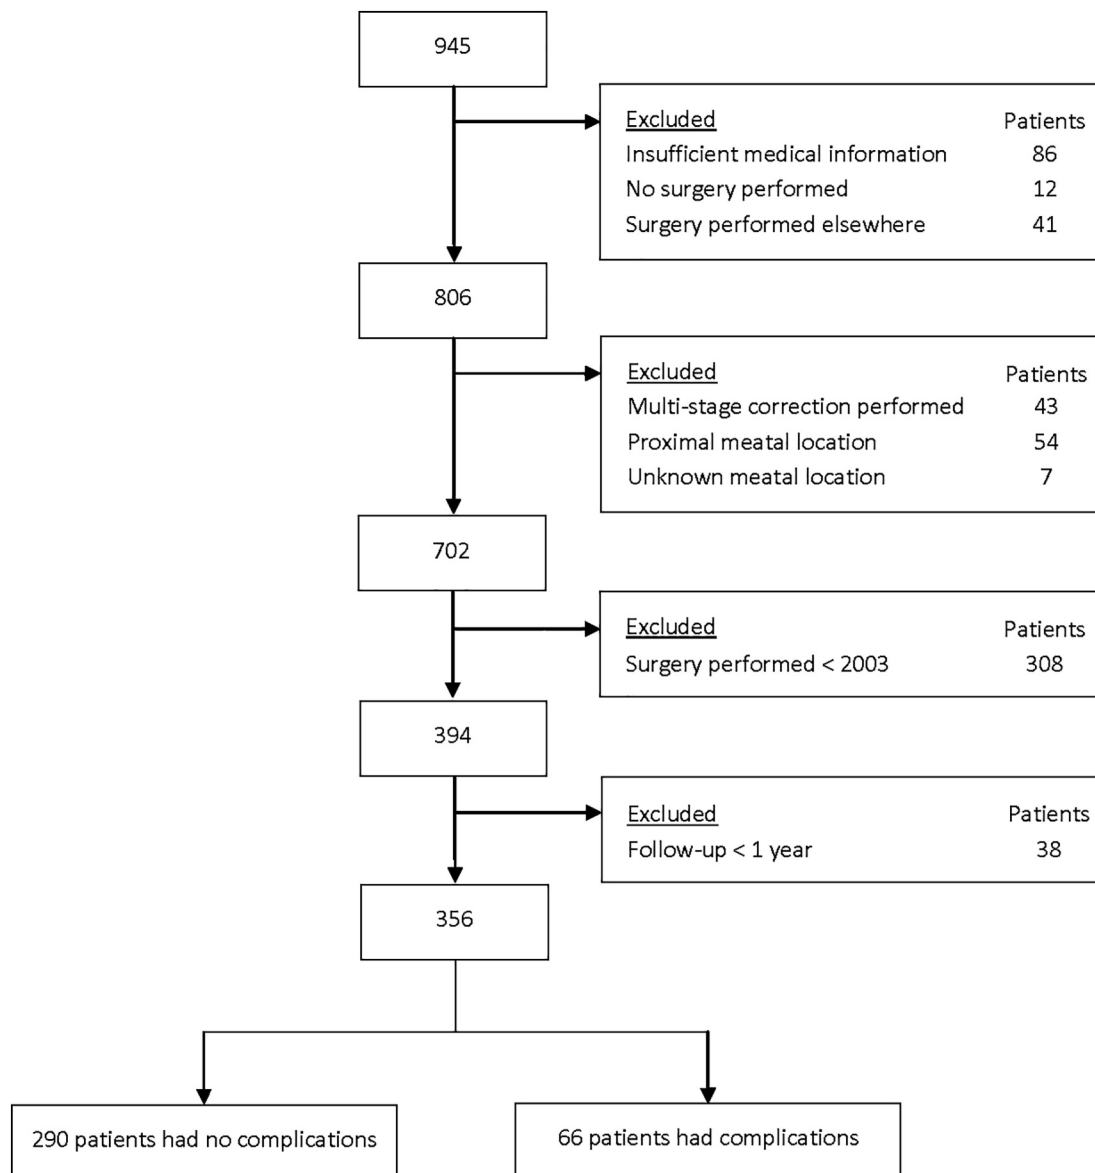 945
Excluded Patients
Insufficient medical information 86
No surgery performed 12
Surgery performed elsewhere 41
806
Excluded Patients
Multi-stage correction performed 43
Proximal meatal location 54
Unknown meatal location 7
702
Excluded Patients
Surgery performed < 2003 308
394
Excluded Patients
Follow-up < 1 year 38
356
290 patients had no complications
66 patients had complications